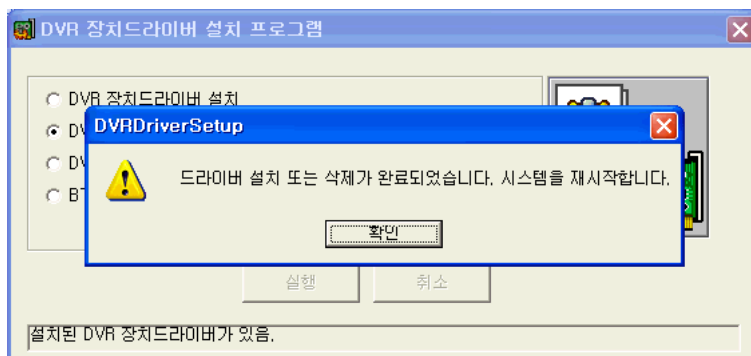 DVR 장치드라이버 설치 프로그램
DVR 장치드라이버 설치
DV
DV
BT
DVRDriverSetup
드라이버 설치 또는 삭제가 완료되었습니다. 시스템을 재시작합니다.
확인
실행
취소
설치된 DVR 장치드라이버가 있음.